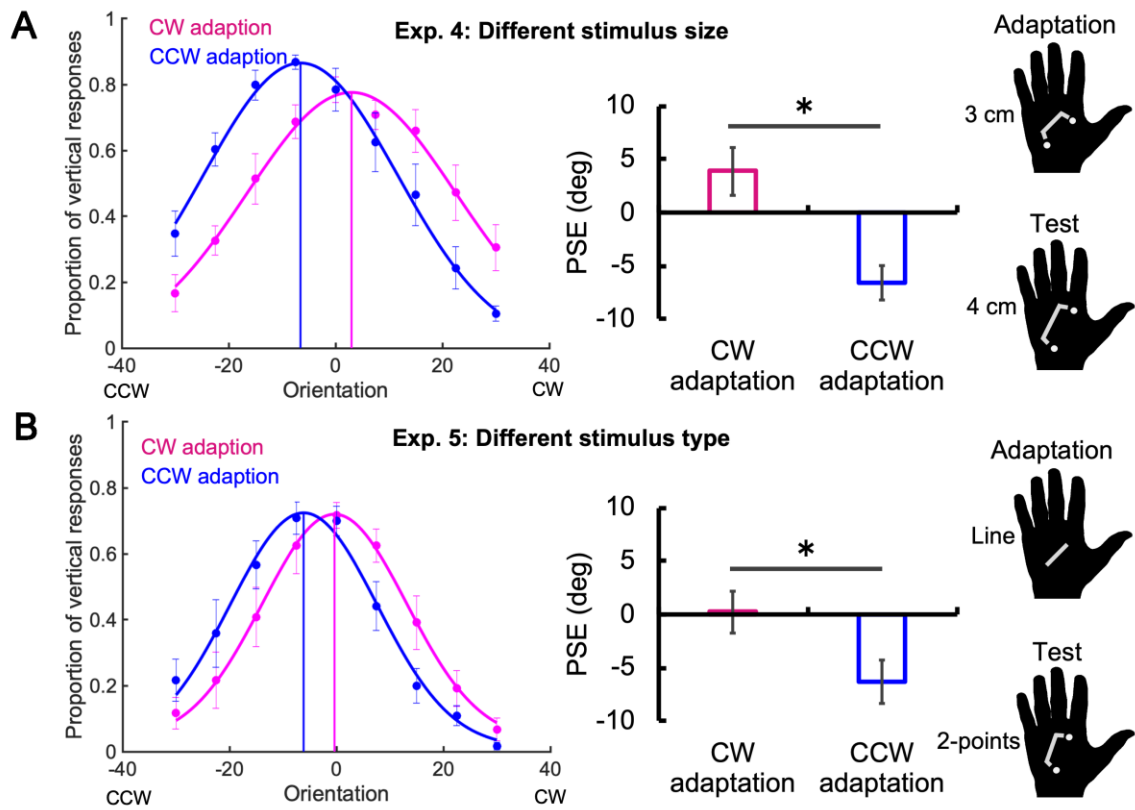 A
CW adaption
CCW adaption
Exp. 4: Different stimulus size
Proportion of vertical responses
1
0.8
0.6
0.4
0.2
0
-40
-20
0
20
40
CCW
Orientation
CW
PSE (deg)
10
5
0
-5
-10
*
CW
adaptation
CCW
adaptation
Adaptation
3 cm
Test
4 cm
B
CW adaption
CCW adaption
Exp. 5: Different stimulus type
Proportion of vertical responses
1
0.8
0.6
0.4
0.2
0
-40
-20
0
20
40
CCW
Orientation
CW
PSE (deg)
10
5
0
-5
-10
*
CW
adaptation
CCW
adaptation
Adaptation
Line
Test
2-points